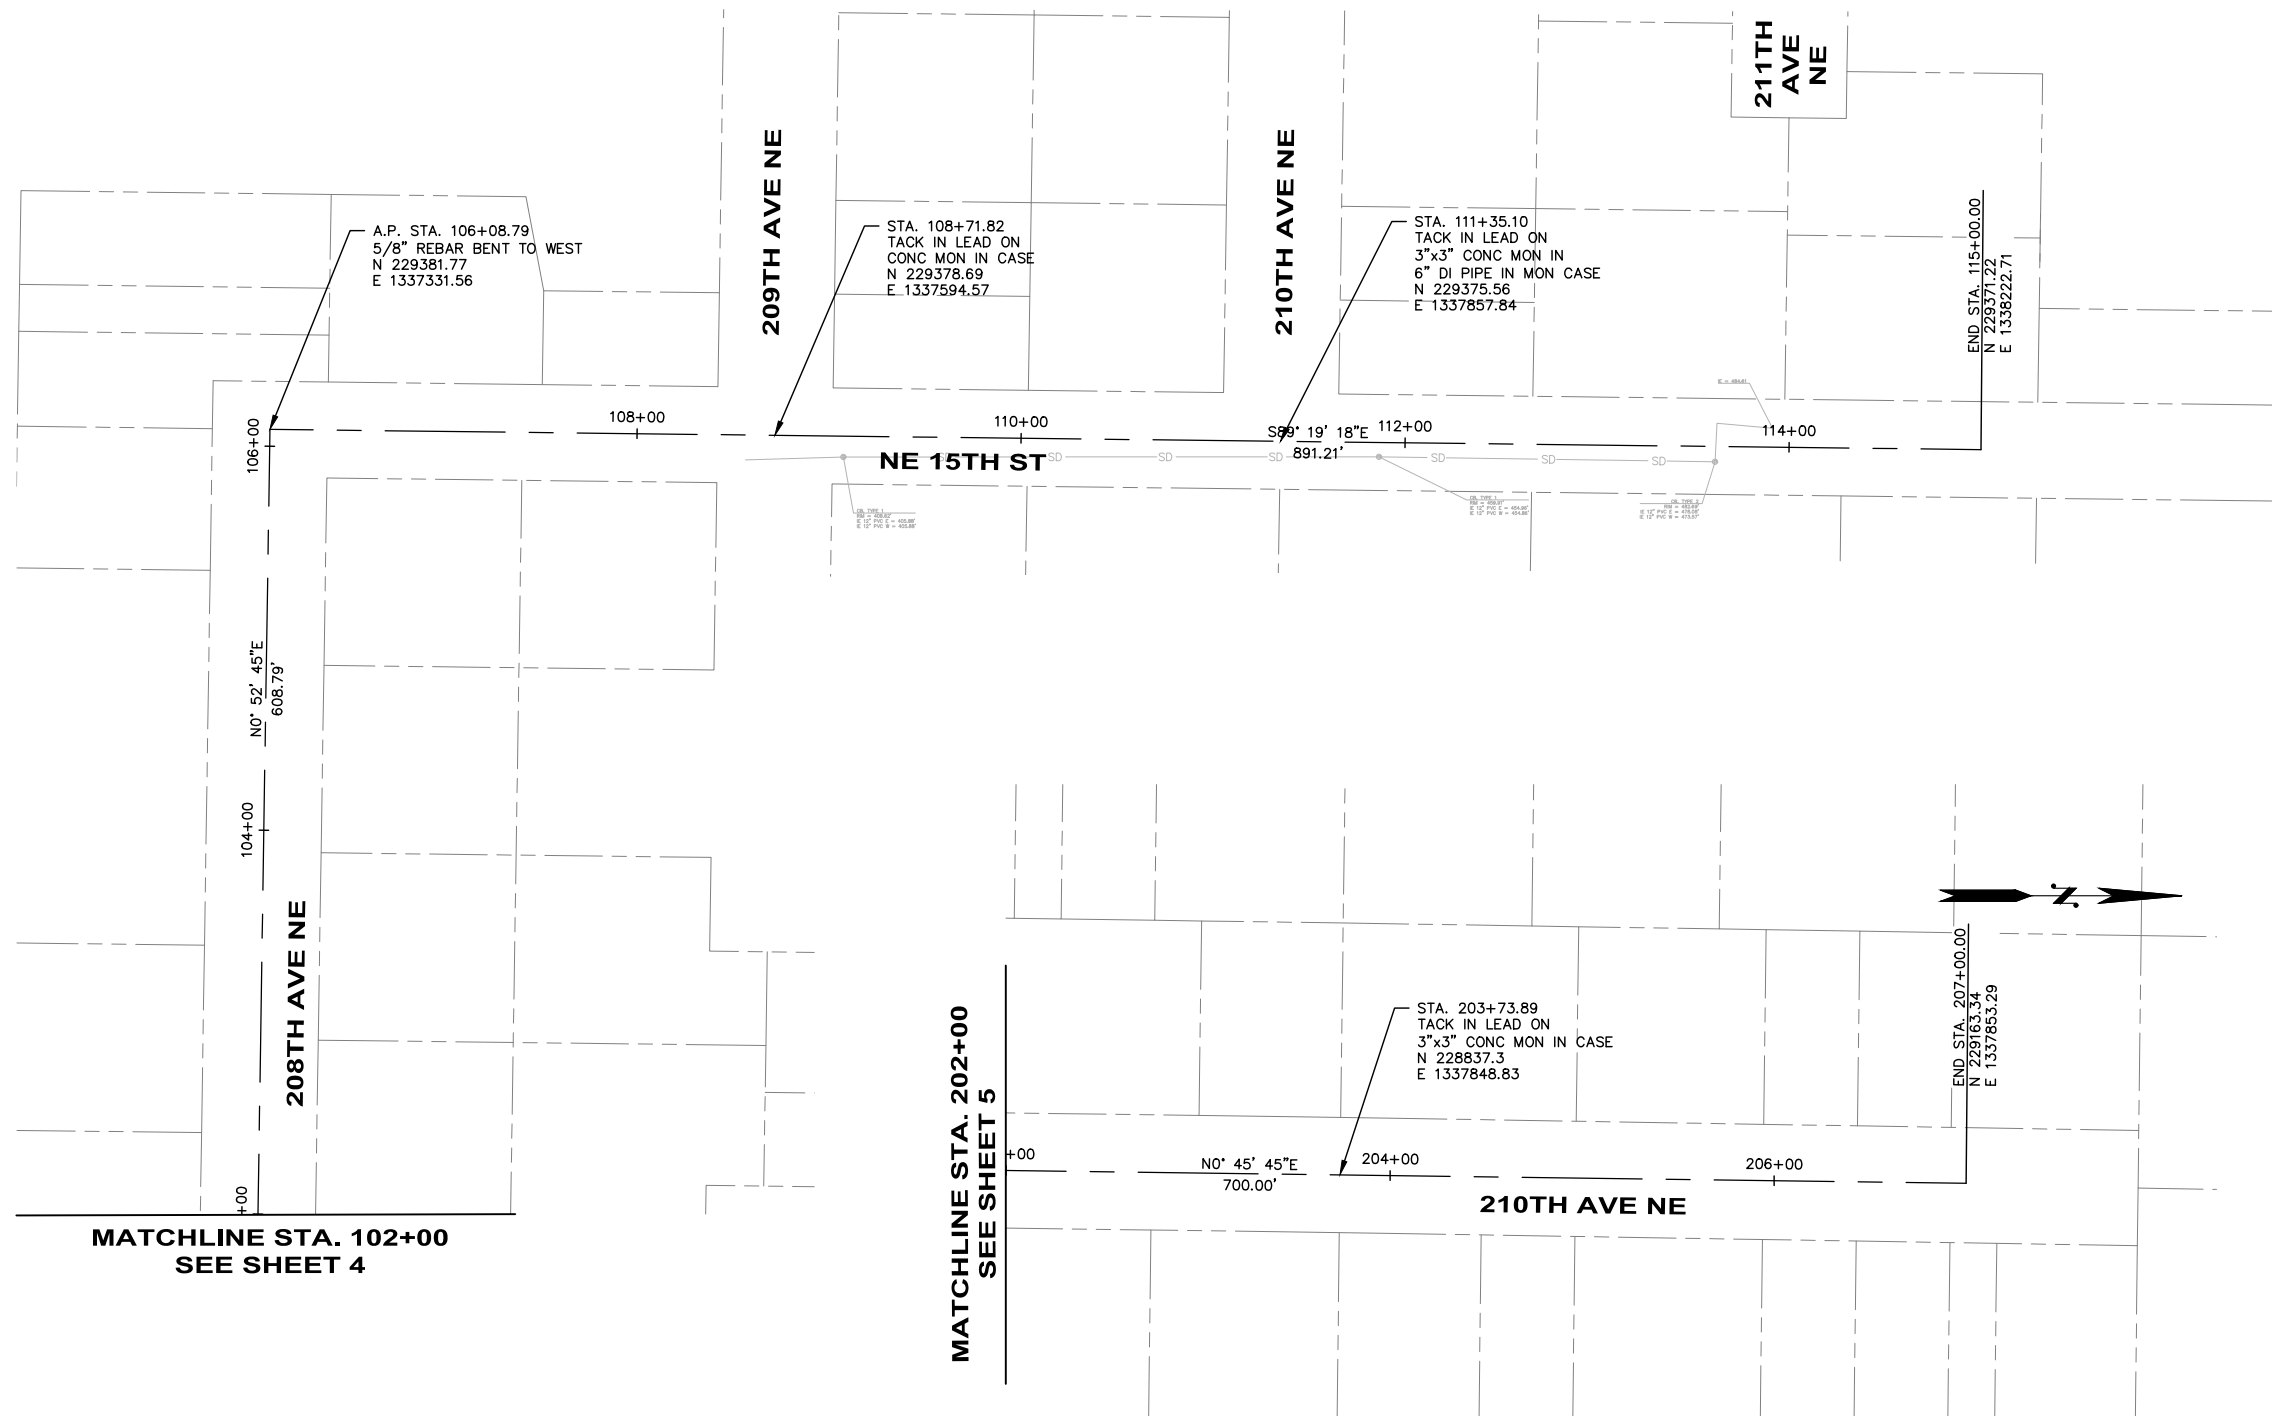 211TH
AVE
NE
209TH AVE NE
210TH AVE NE
A.P. STA. 106+08.79
5/8" REBAR BENT TO WEST
N 229381.77
E 1337331.56
STA. 108+71.82
TACK IN LEAD ON
CONC MON IN CASE
N 229378.69
E 1337594.57
STA. 111+35.10
TACK IN LEAD ON
3"x3" CONC MON IN
6" DI PIPE IN MON CASE
N 229375.56
E 1337857.84
END STA. 115+00.00
N 229371.22
E 1338222.71
106+00
108+00
110+00
112+00
114+00
S89° 19' 18"E
891.21'
NE 15TH ST
SD
SD
SD
SD
SD
SD
SD
N0° 52' 45"E
608.79'
104+00
208TH AVE NE
+00
MATCHLINE STA. 102+00
SEE SHEET 4
MATCHLINE STA. 202+00
SEE SHEET 5
STA. 203+73.89
TACK IN LEAD ON
3"x3" CONC MON IN CASE
N 228837.3
E 1337848.83
END STA. 207+00.00
N 229163.34
E 1337853.29
+00
N0° 45' 45"E
700.00'
204+00
206+00
210TH AVE NE
N